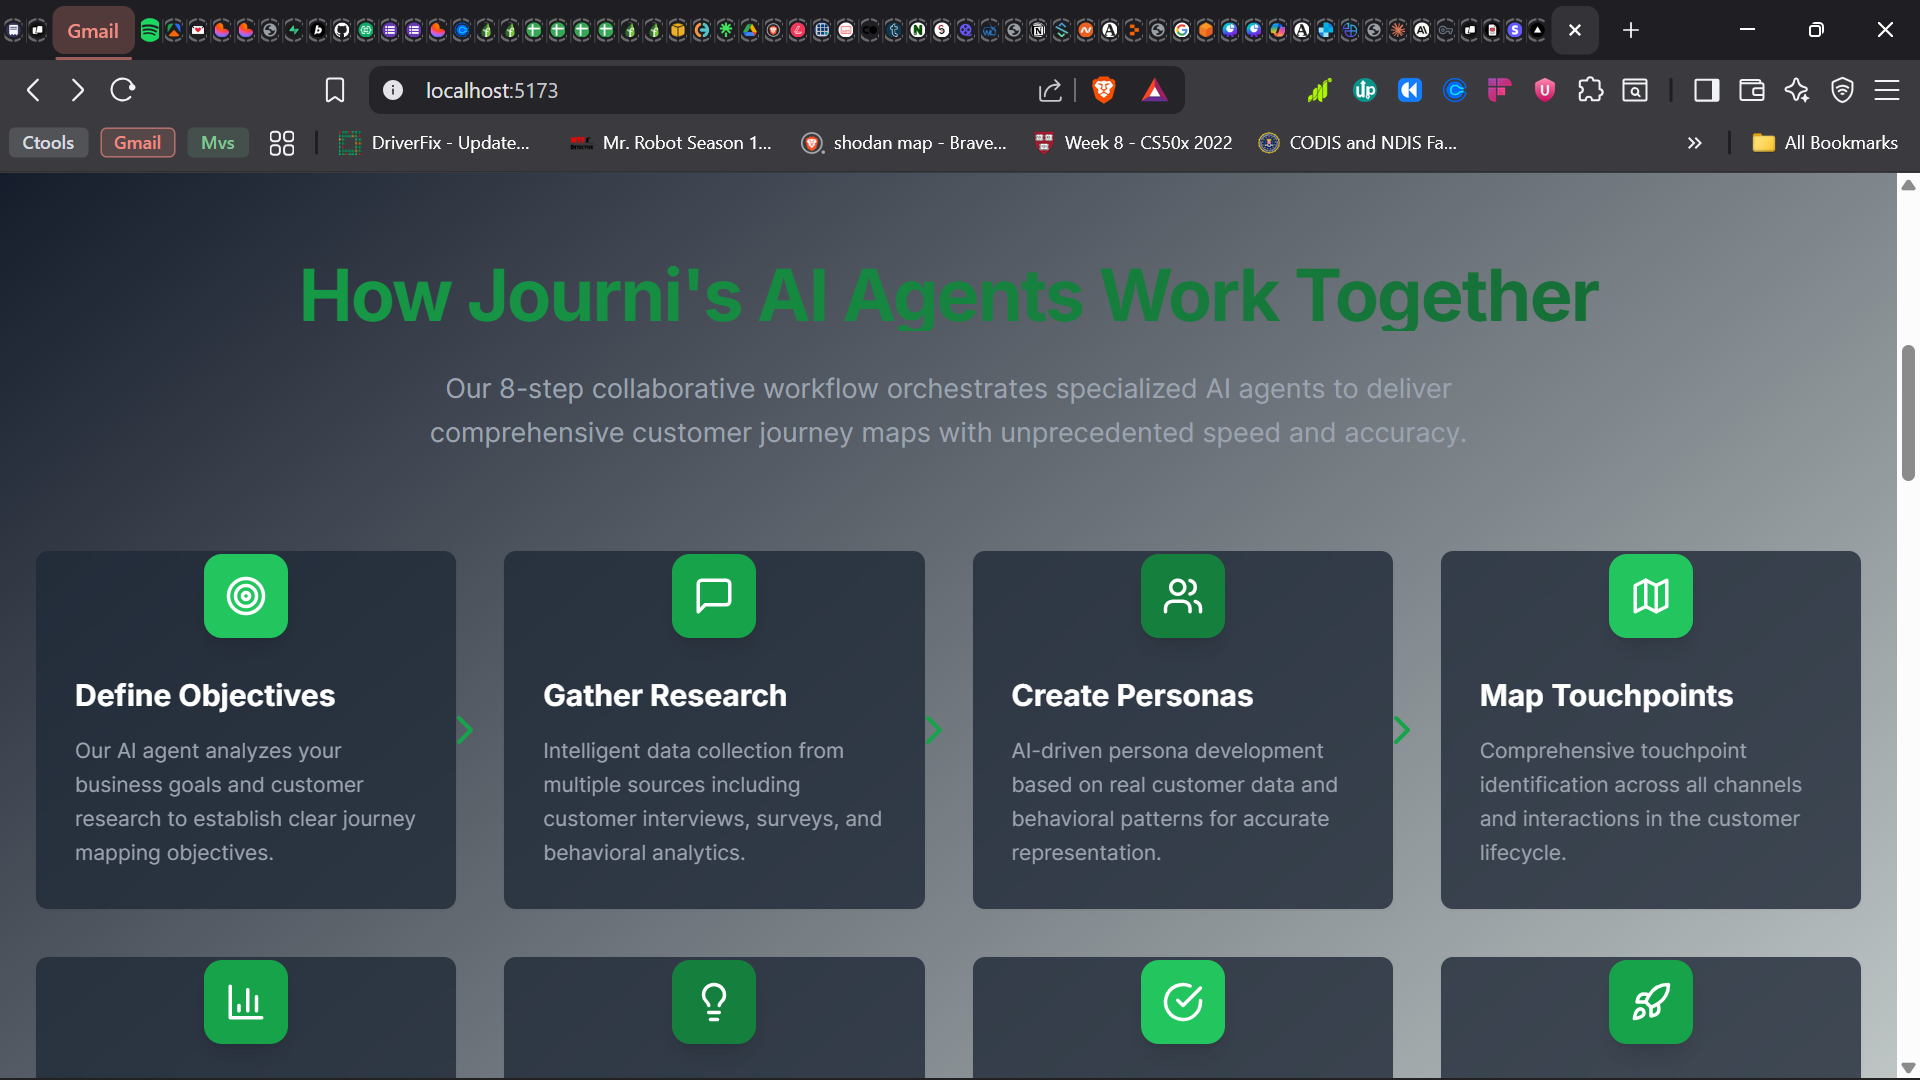 Gmail
localhost:5173
Ctools
Gmail
Mvs
DriverFix - Update...
Mr. Robot Season 1...
shodan map - Brave...
Week 8 - CS50x 2022
CODIS and NDIS Fa...
All Bookmarks
How Journi's AI Agents Work Together
Our 8-step collaborative workflow orchestrates specialized AI agents to deliver
comprehensive customer journey maps with unprecedented speed and accuracy.
Define Objectives
Our AI agent analyzes your
business goals and customer
research to establish clear journey
mapping objectives.
Gather Research
Intelligent data collection from
multiple sources including
customer interviews, surveys, and
behavioral analytics.
Create Personas
AI-driven persona development
based on real customer data and
behavioral patterns for accurate
representation.
Map Touchpoints
Comprehensive touchpoint
identification across all channels
and interactions in the customer
lifecycle.